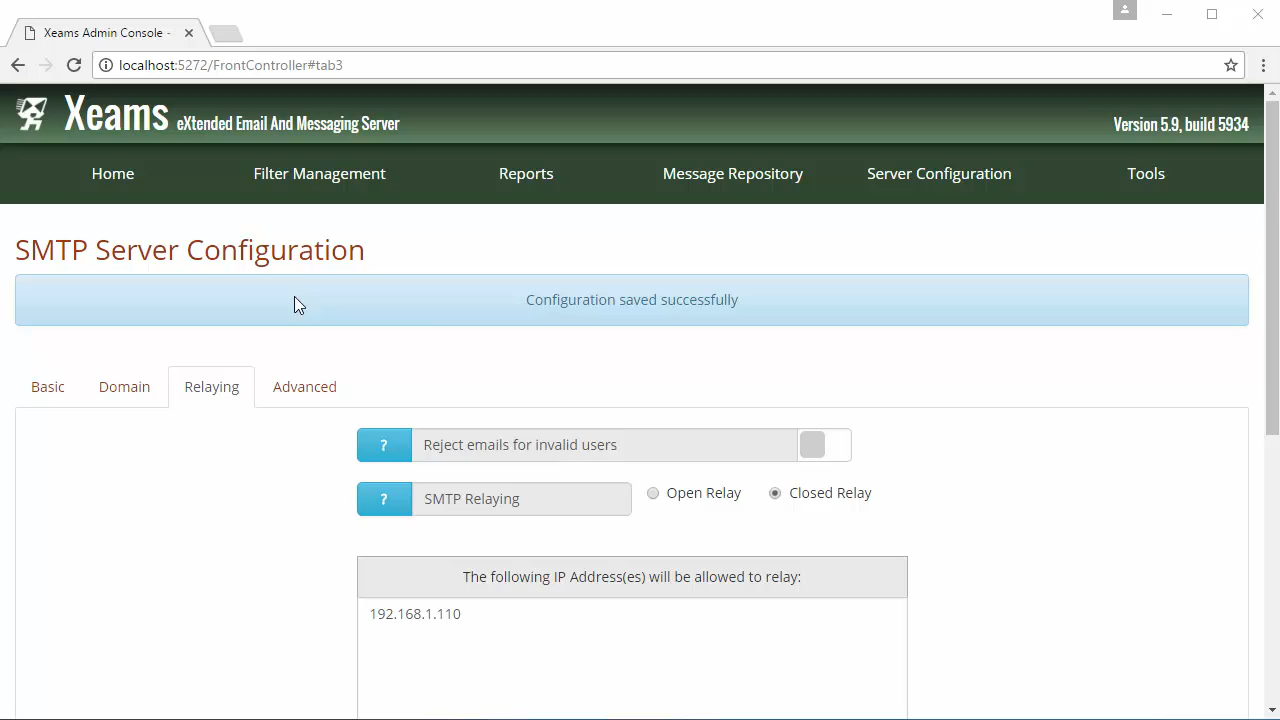 Xeams Admin Console -
localhost:5272/FrontController#tab3
Xeams eXtended Email And Messaging Server
Version 5.9, build 5934
Home Filter Management Reports Message Repository Server Configuration Tools
SMTP Server Configuration
Configuration saved successfully
Basic Domain Relaying Advanced
? Reject emails for invalid users
? SMTP Relaying Open Relay Closed Relay
The following IP Address(es) will be allowed to relay:
192.168.1.110